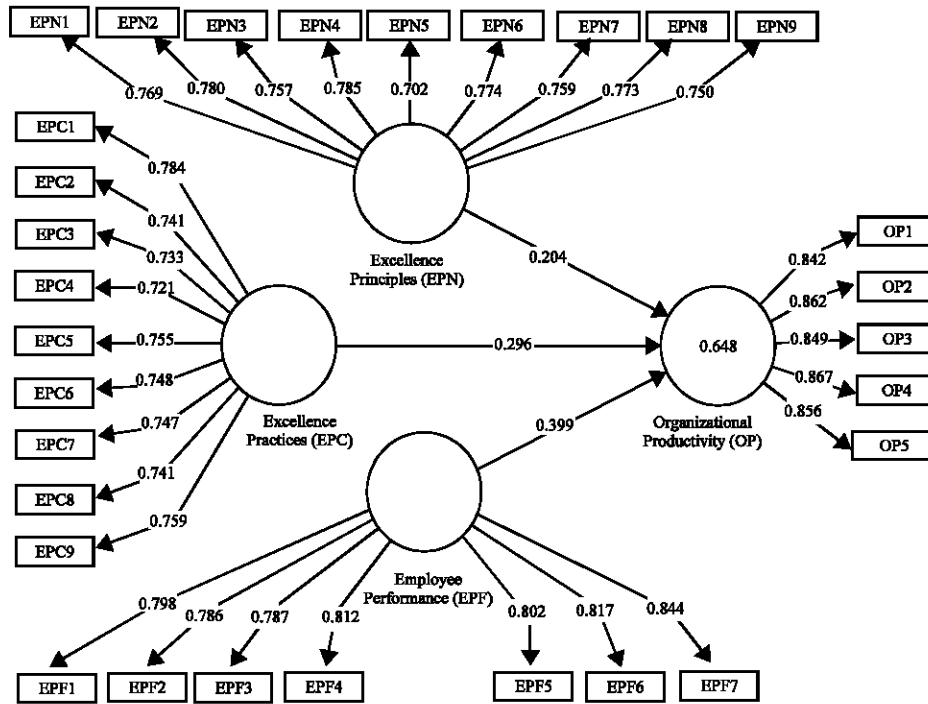 EPN1 EPN2 EPN3 EPN4 EPN5 EPN6 EPN7 EPN8 EPN9
0.769 0.780 0.757 0.785 0.702 0.774 0.759 0.773 0.750
EPC1
EPC2
EPC3
EPC4
EPC5
EPC6
EPC7
EPC8
EPC9
0.784
0.741
0.733
0.721
0.755
0.748
0.747
0.741
0.759
Excellence
Principles (EPN)
0.204
Excellence
Practices (EPC)
0.296
0.399
0.648
Organizational
Productivity (OP)
0.842
0.862
0.849
0.867
0.856
OP1
OP2
OP3
OP4
OP5
Employee
Performance (EPF)
0.798 0.786 0.787 0.812 0.802 0.817 0.844
EPF1 EPF2 EPF3 EPF4 EPF5 EPF6 EPF7